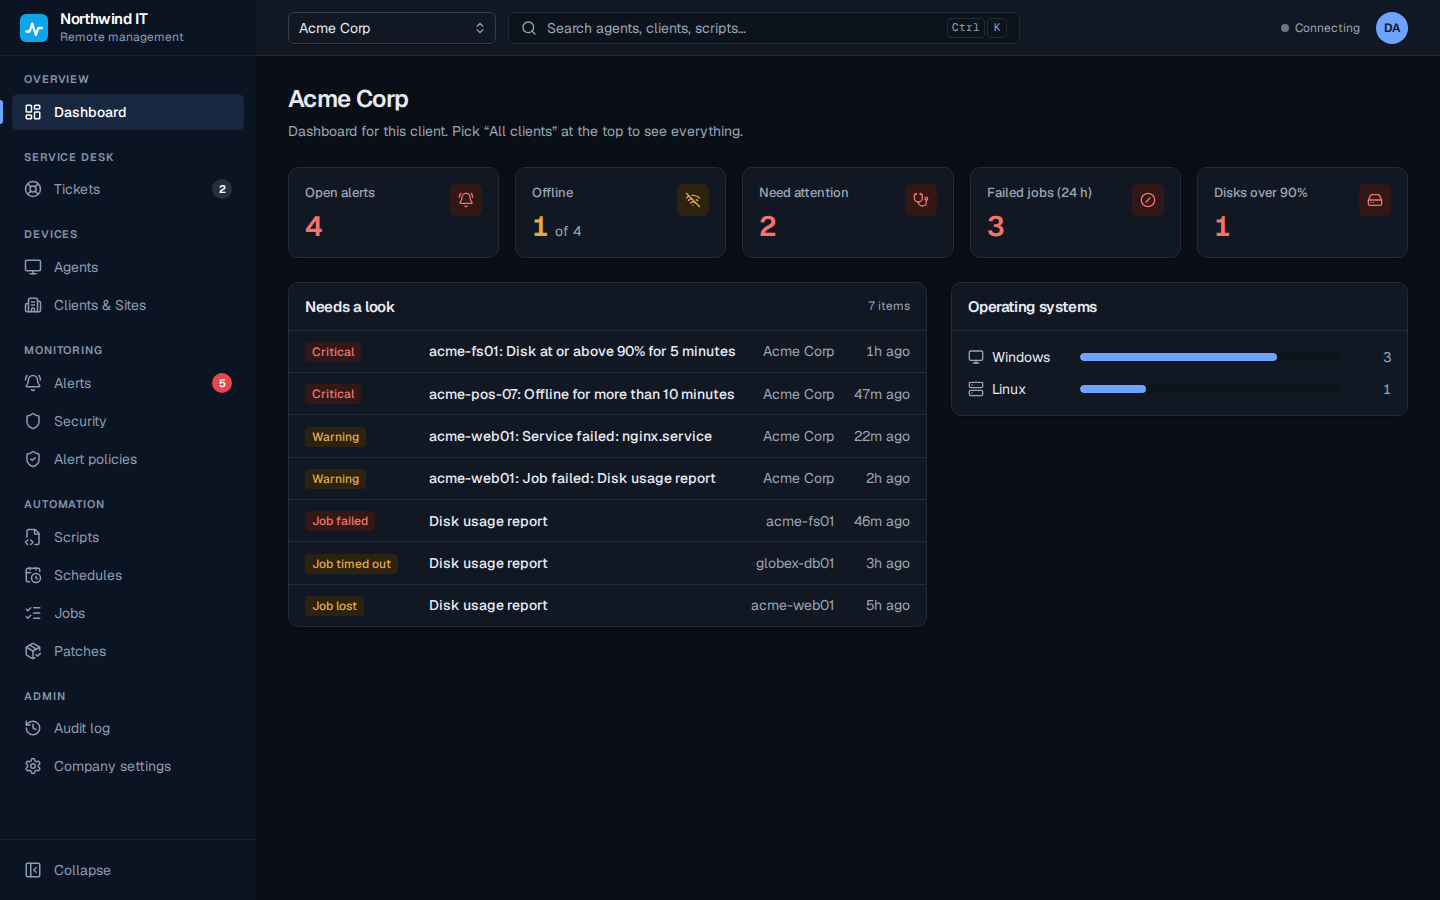 Northwind IT
Remote management
Acme Corp
Search agents, clients, scripts...
Ctrl K
Connecting
DA
OVERVIEW
Dashboard
SERVICE DESK
Tickets 2
DEVICES
Agents
Clients & Sites
MONITORING
Alerts 5
Security
Alert policies
AUTOMATION
Scripts
Schedules
Jobs
Patches
ADMIN
Audit log
Company settings
Collapse
Acme Corp
Dashboard for this client. Pick “All clients” at the top to see everything.
Open alerts
4
Offline
1 of 4
Need attention
2
Failed jobs (24 h)
3
Disks over 90%
1
Needs a look 7 items
Critical acme-fs01: Disk at or above 90% for 5 minutes Acme Corp 1h ago
Critical acme-pos-07: Offline for more than 10 minutes Acme Corp 47m ago
Warning acme-web01: Service failed: nginx.service Acme Corp 22m ago
Warning acme-web01: Job failed: Disk usage report Acme Corp 2h ago
Job failed Disk usage report acme-fs01 46m ago
Job timed out Disk usage report globex-db01 3h ago
Job lost Disk usage report acme-web01 5h ago
Operating systems
Windows 3
Linux 1